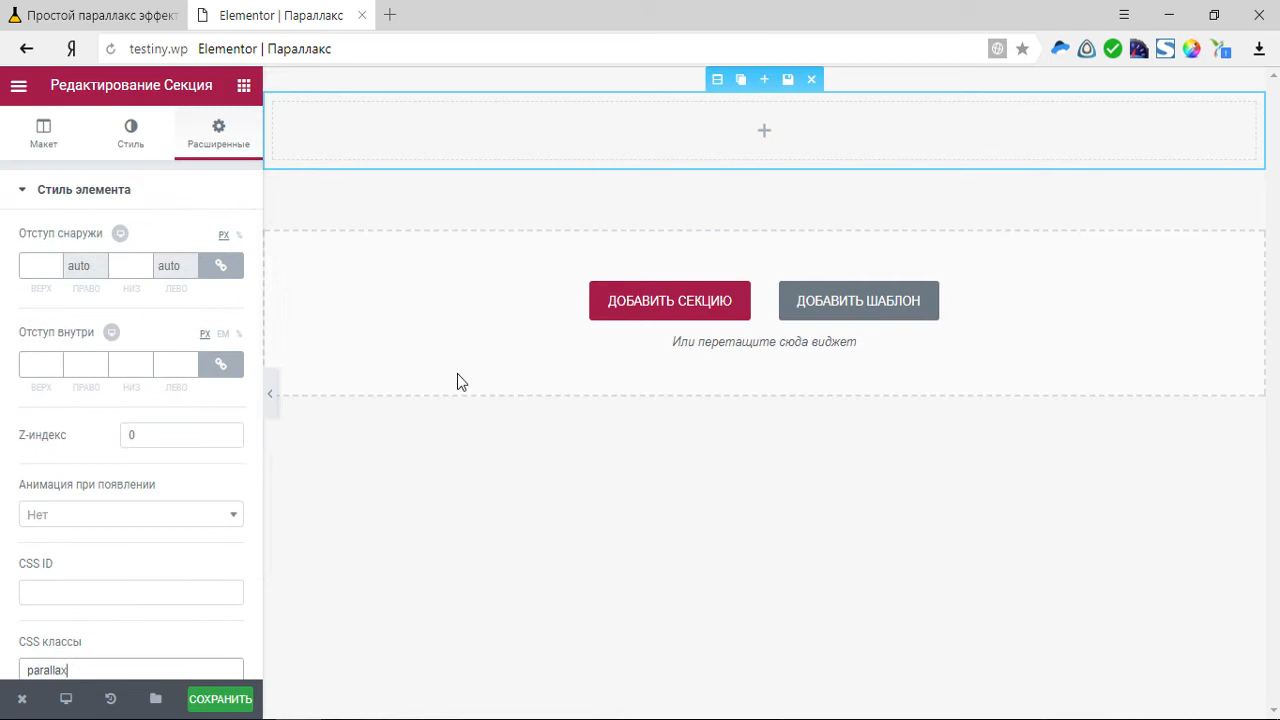 Простой параллакс эффект
Elementor | Параллакс
testiny.wp Elementor | Параллакс
Редактирование Секция
Макет
Стиль
Расширенные
Стиль элемента
Отступ снаружи
PX %
auto auto
ВЕРХ ПРАВО НИЗ ЛЕВО
Отступ внутри
PX EM %
ВЕРХ ПРАВО НИЗ ЛЕВО
Z-индекс 0
Анимация при появлении
Нет
CSS ID
CSS классы
parallax
СОХРАНИТЬ
ДОБАВИТЬ СЕКЦИЮ
ДОБАВИТЬ ШАБЛОН
Или перетащите сюда виджет